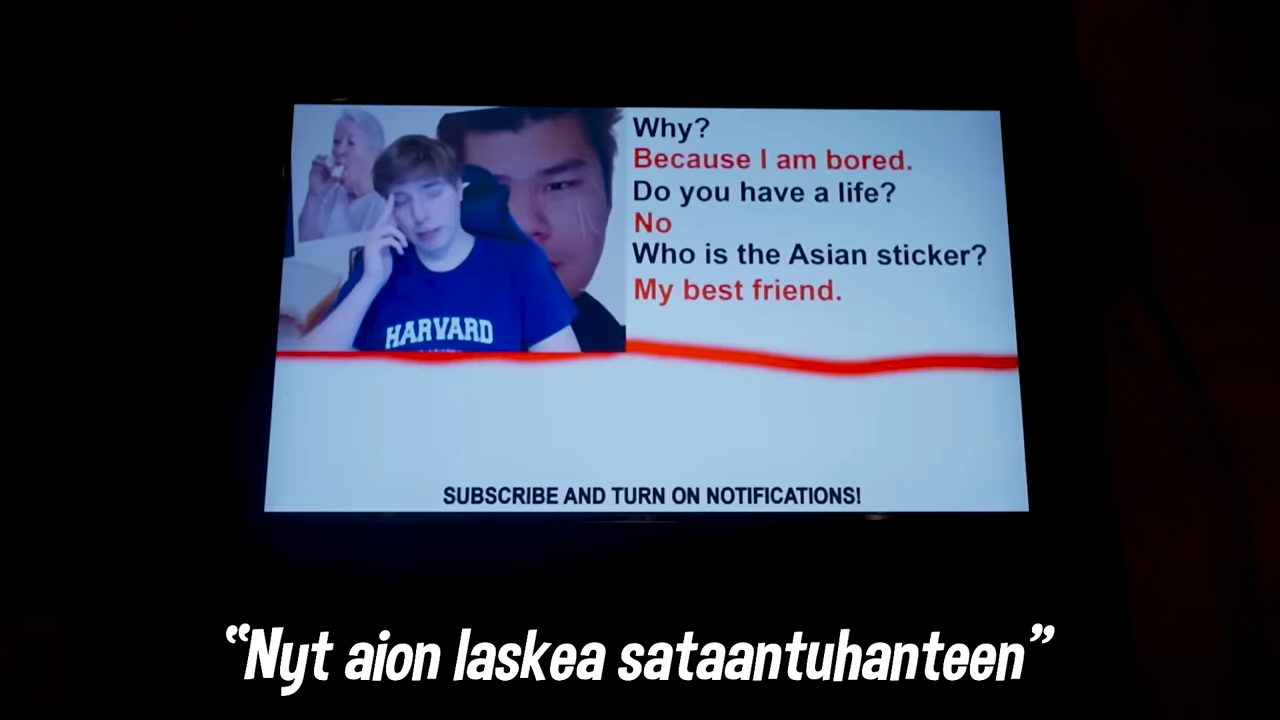 Why?
Because I am bored.
Do you have a life?
No
Who is the Asian sticker?
My best friend.
HARVARD
SUBSCRIBE AND TURN ON NOTIFICATIONS!
“Nyt aion laskea sataantuhanteen”